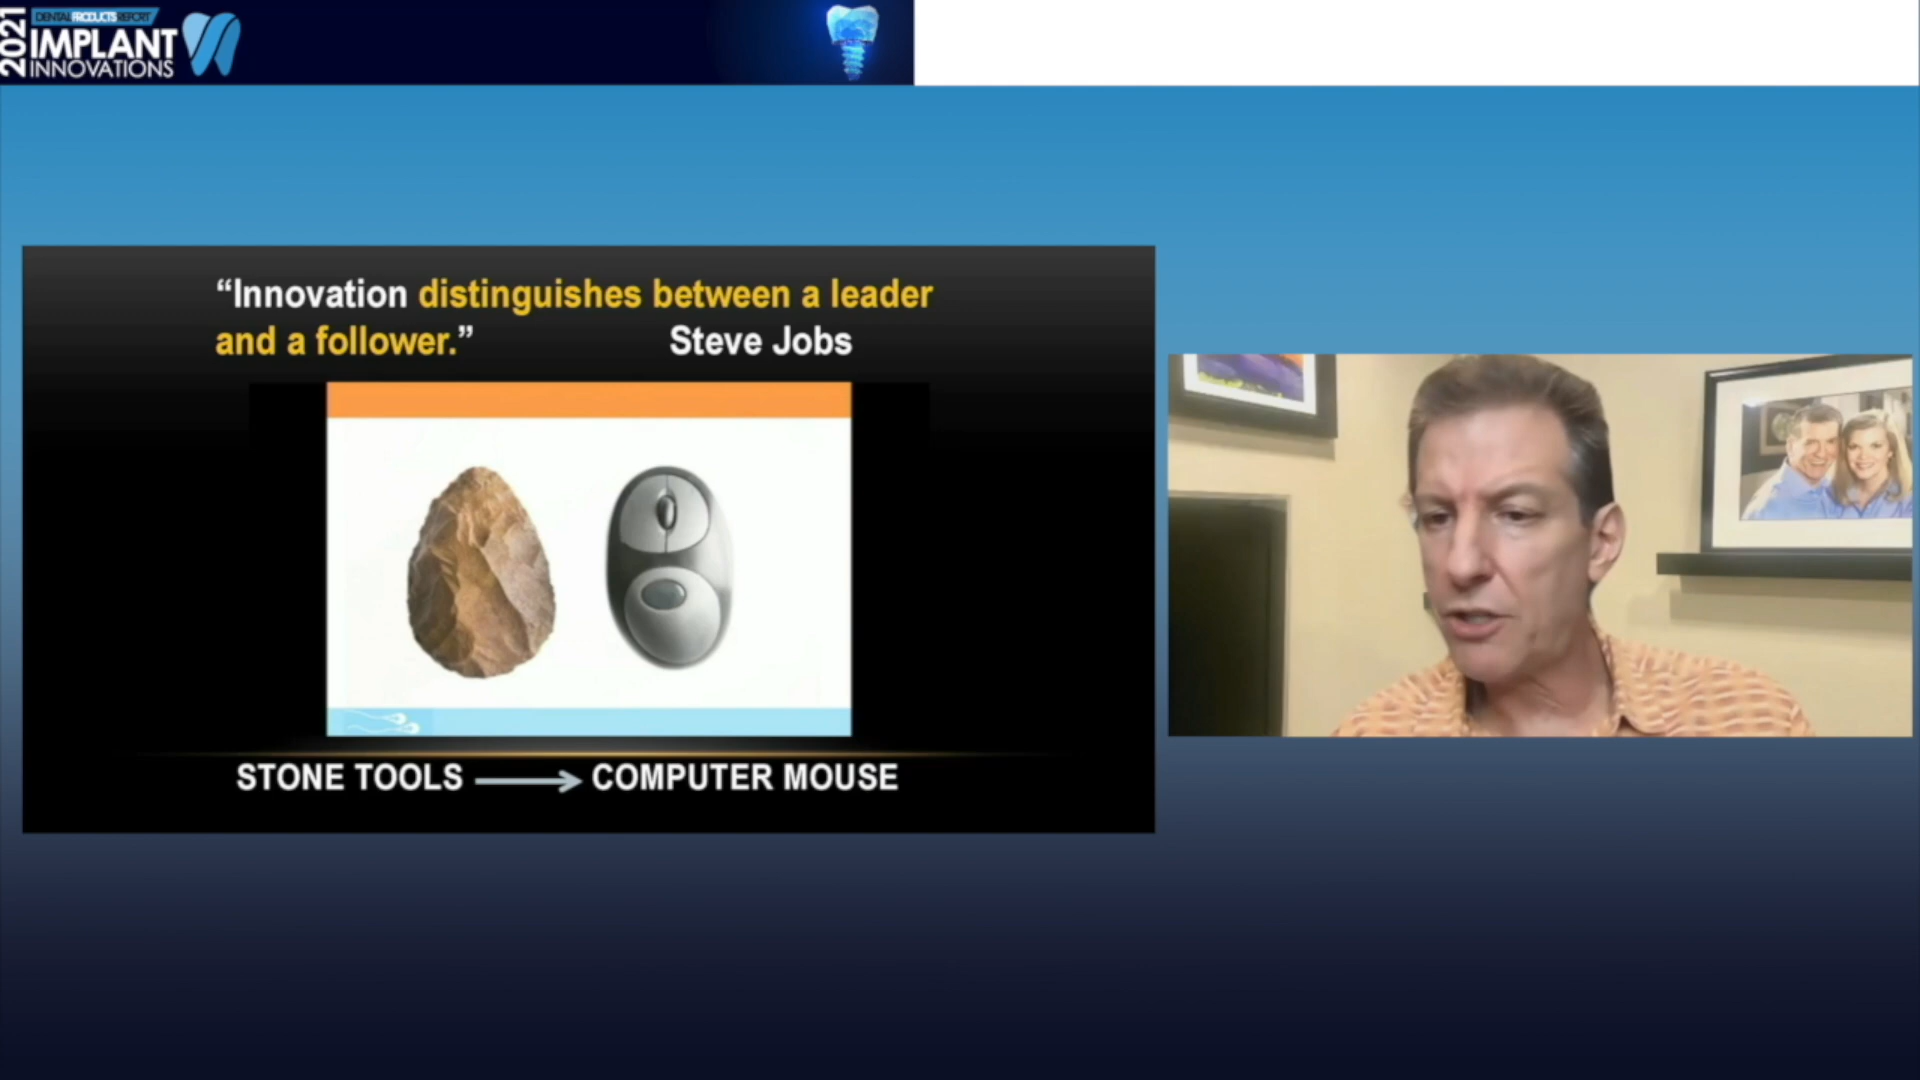 2021
DENTAL PRODUCTS REPORT
IMPLANT
INNOVATIONS
“Innovation distinguishes between a leader
and a follower.” Steve Jobs
STONE TOOLS COMPUTER MOUSE